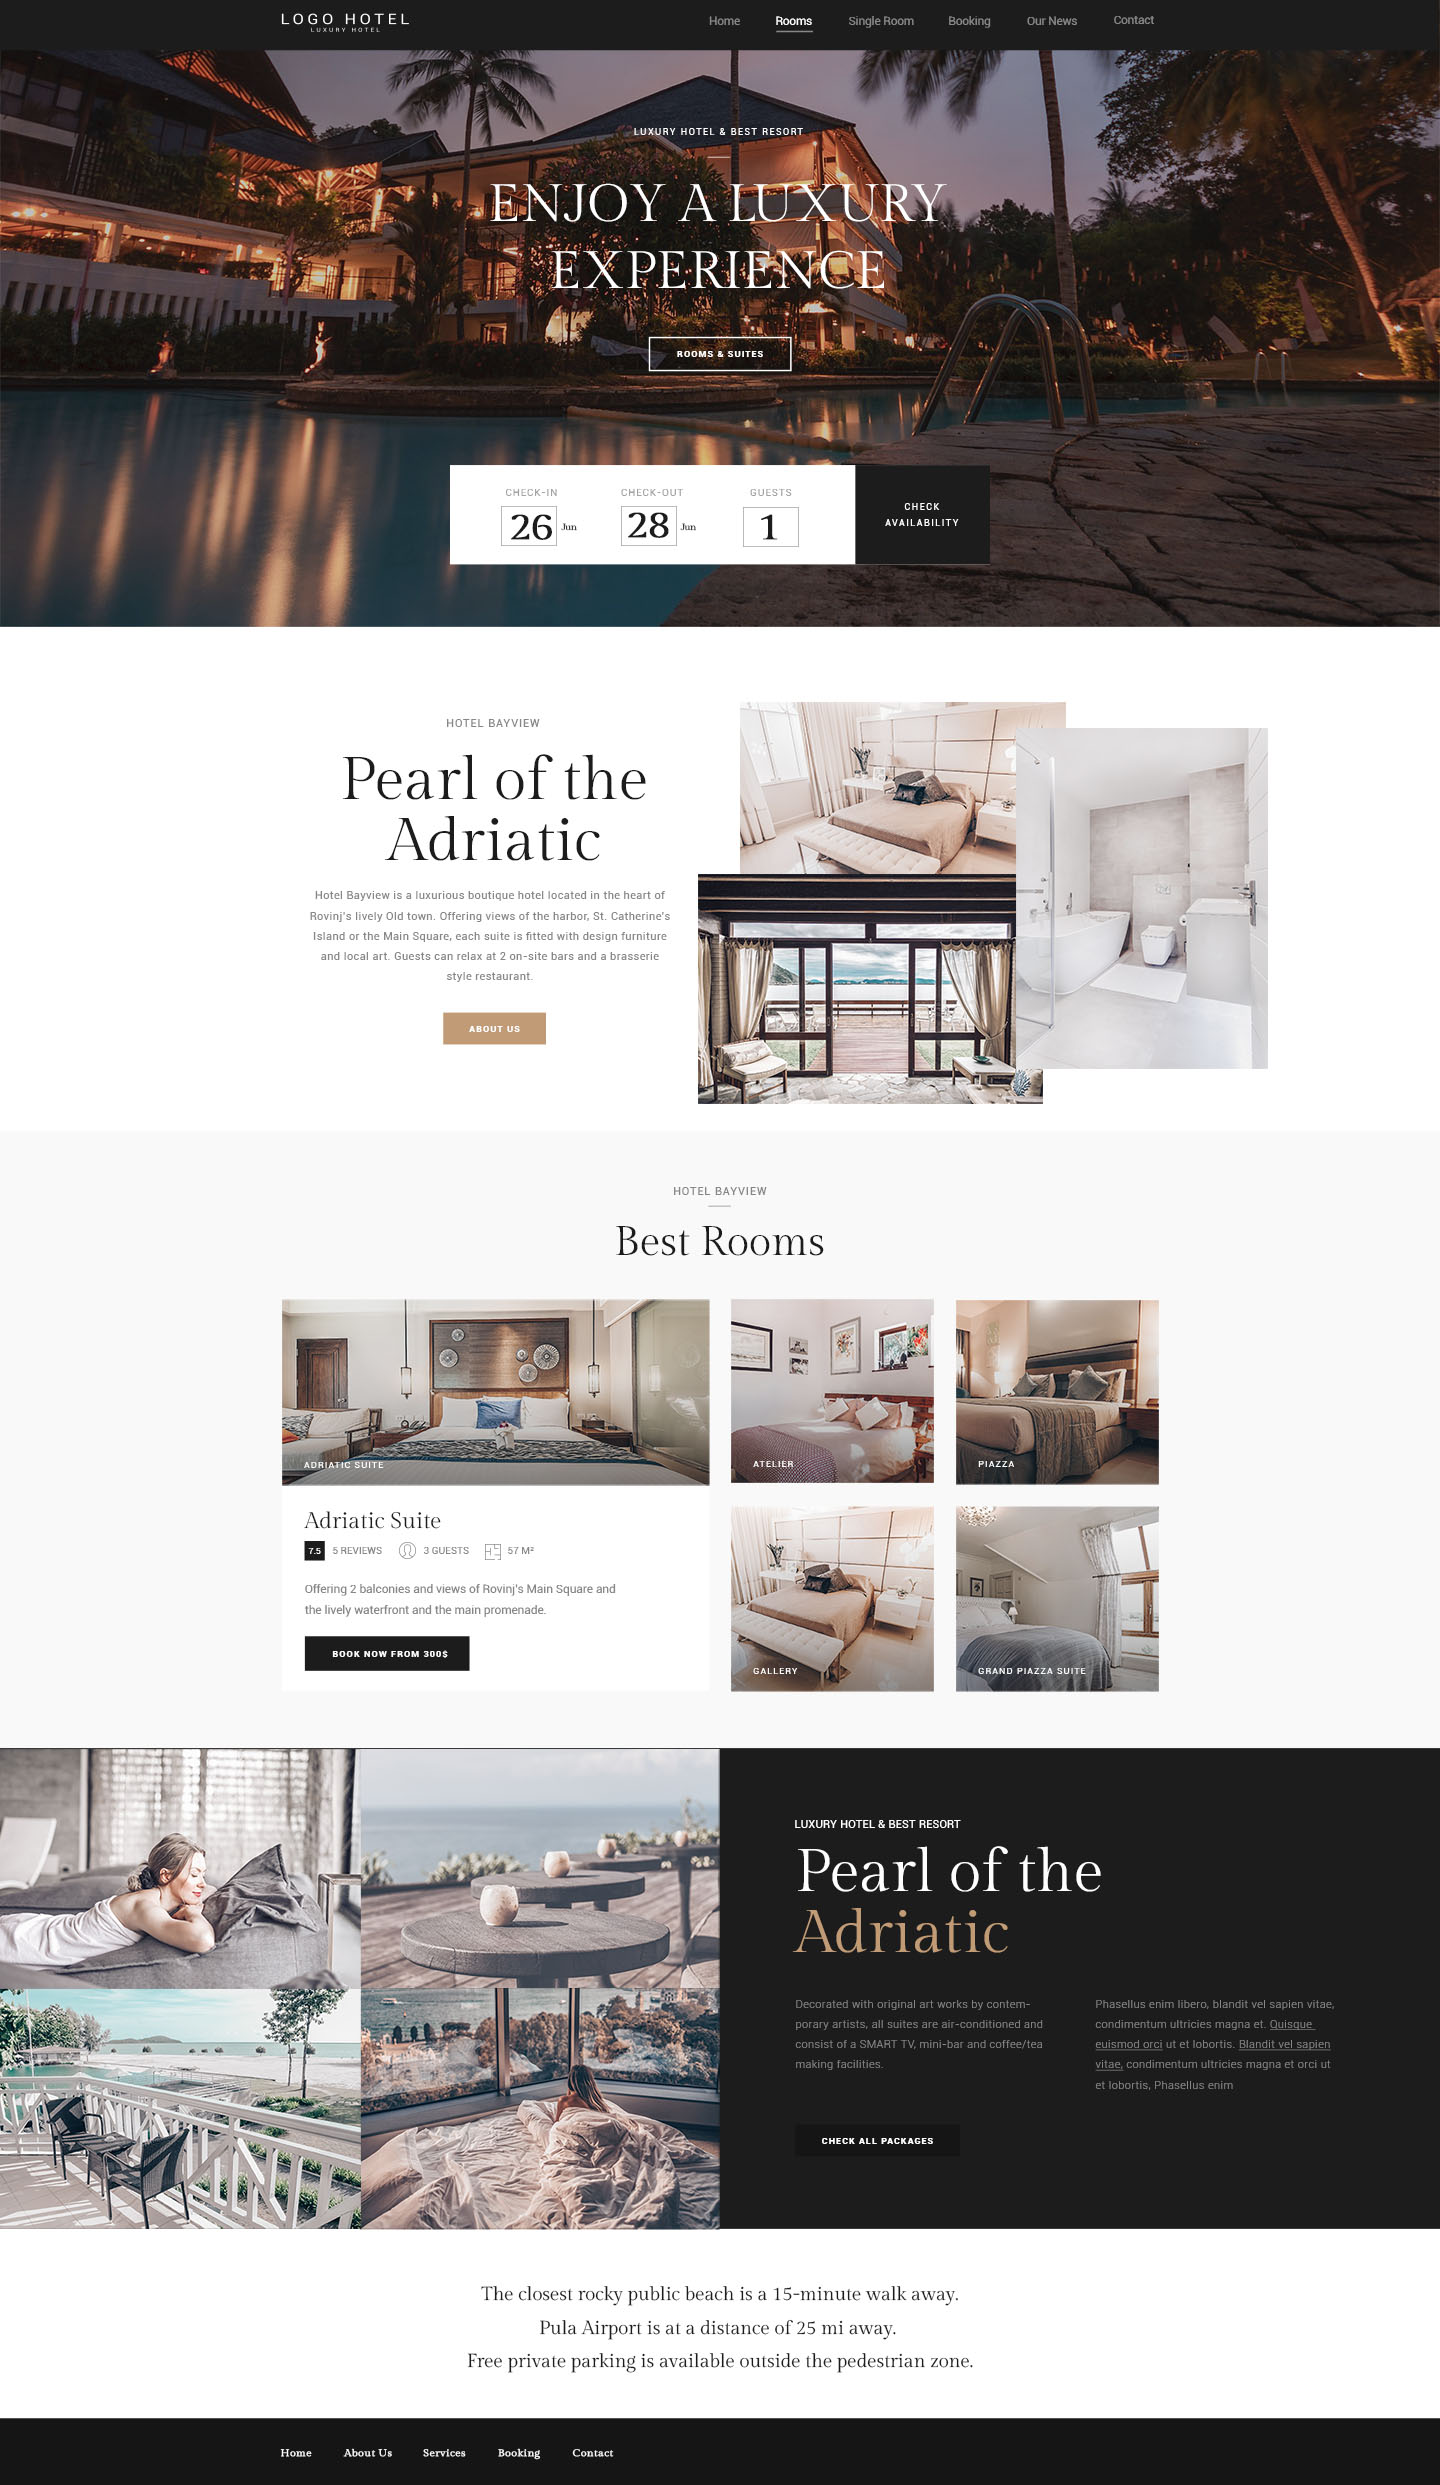 LOGO HOTEL
LUXURY HOTEL
Home Rooms Single Room Booking Our News Contact
LUXURY HOTEL & BEST RESORT
ENJOY A LUXURY
EXPERIENCE
ROOMS & SUITES
CHECK-IN CHECK-OUT GUESTS
26 Jun 28 Jun 1
CHECK
AVAILABILITY
HOTEL BAYVIEW
Pearl of the
Adriatic
Hotel Bayview is a luxurious boutique hotel located in the heart of
Rovinj's lively Old town. Offering views of the harbor, St. Catherine's
Island or the Main Square, each suite is fitted with design furniture
and local art. Guests can relax at 2 on-site bars and a brasserie
style restaurant.
ABOUT US
HOTEL BAYVIEW
Best Rooms
ADRIATIC SUITE
Adriatic Suite
7.5 5 REVIEWS 3 GUESTS 57 M²
Offering 2 balconies and views of Rovinj's Main Square and
the lively waterfront and the main promenade.
BOOK NOW FROM 300$
ATELIER
PIAZZA
GALLERY
GRAND PIAZZA SUITE
LUXURY HOTEL & BEST RESORT
Pearl of the
Adriatic
Decorated with original art works by contem-
porary artists, all suites are air-conditioned and
consist of a SMART TV, mini-bar and coffee/tea
making facilities.
Phasellus enim libero, blandit vel sapien vitae,
condimentum ultricies magna et. Quisque
euismod orci ut et lobortis. Blandit vel sapien
vitae, condimentum ultricies magna et orci ut
et lobortis, Phasellus enim
CHECK ALL PACKAGES
The closest rocky public beach is a 15-minute walk away.
Pula Airport is at a distance of 25 mi away.
Free private parking is available outside the pedestrian zone.
Home About Us Services Booking Contact